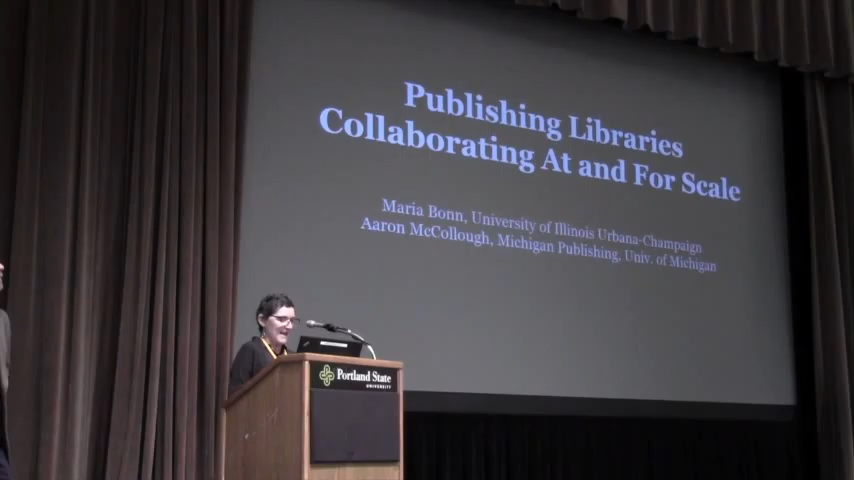 Publishing Libraries
Collaborating At and For Scale
Maria Bonn, University of Illinois Urbana-Champaign
Aaron McCollough, Michigan Publishing, Univ. of Michigan
Portland State
UNIVERSITY